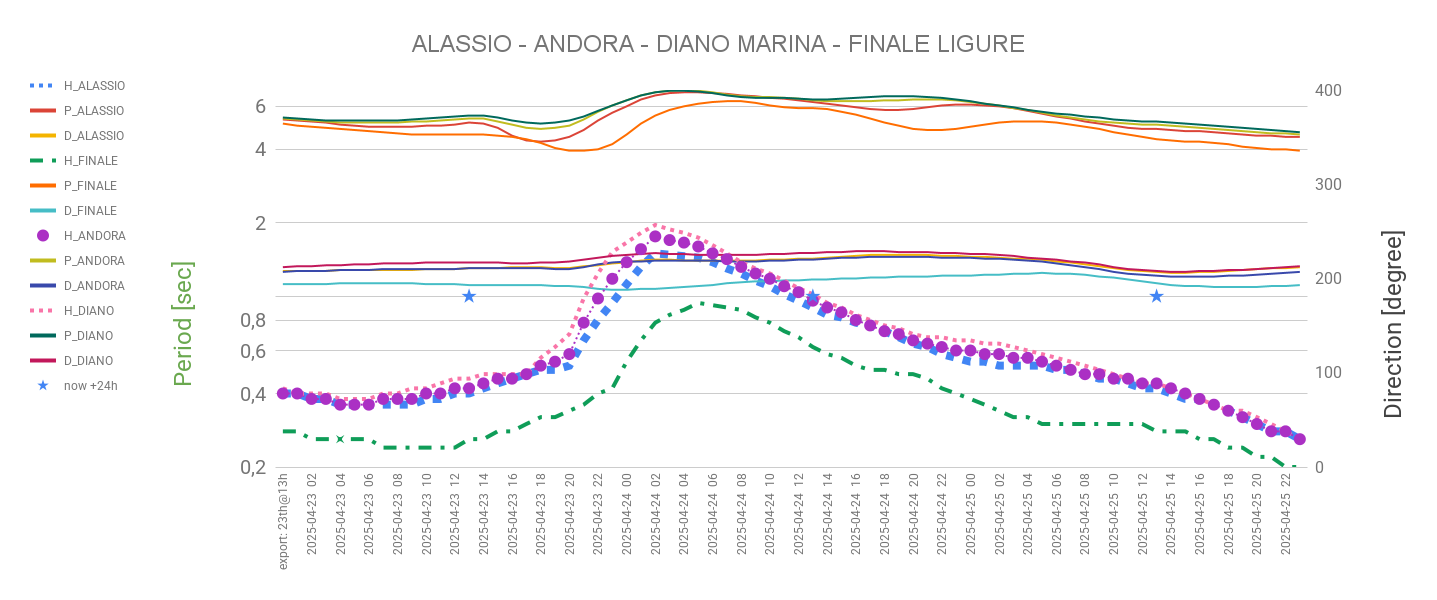 ALASSIO - ANDORA - DIANO MARINA - FINALE LIGURE
H_ALASSIO
P_ALASSIO
D_ALASSIO
H_FINALE
P_FINALE
D_FINALE
H_ANDORA
P_ANDORA
D_ANDORA
H_DIANO
P_DIANO
D_DIANO
now +24h
Period [sec]
6
4
2
0,8
0,6
0,4
0,2
400
300
200
100
0
Direction [degree]
export: 23th@13h
2025-04-23 02
2025-04-23 04
2025-04-23 06
2025-04-23 08
2025-04-23 10
2025-04-23 12
2025-04-23 14
2025-04-23 16
2025-04-23 18
2025-04-23 20
2025-04-23 22
2025-04-24 00
2025-04-24 02
2025-04-24 04
2025-04-24 06
2025-04-24 08
2025-04-24 10
2025-04-24 12
2025-04-24 14
2025-04-24 16
2025-04-24 18
2025-04-24 20
2025-04-24 22
2025-04-25 00
2025-04-25 02
2025-04-25 04
2025-04-25 06
2025-04-25 08
2025-04-25 10
2025-04-25 12
2025-04-25 14
2025-04-25 16
2025-04-25 18
2025-04-25 20
2025-04-25 22